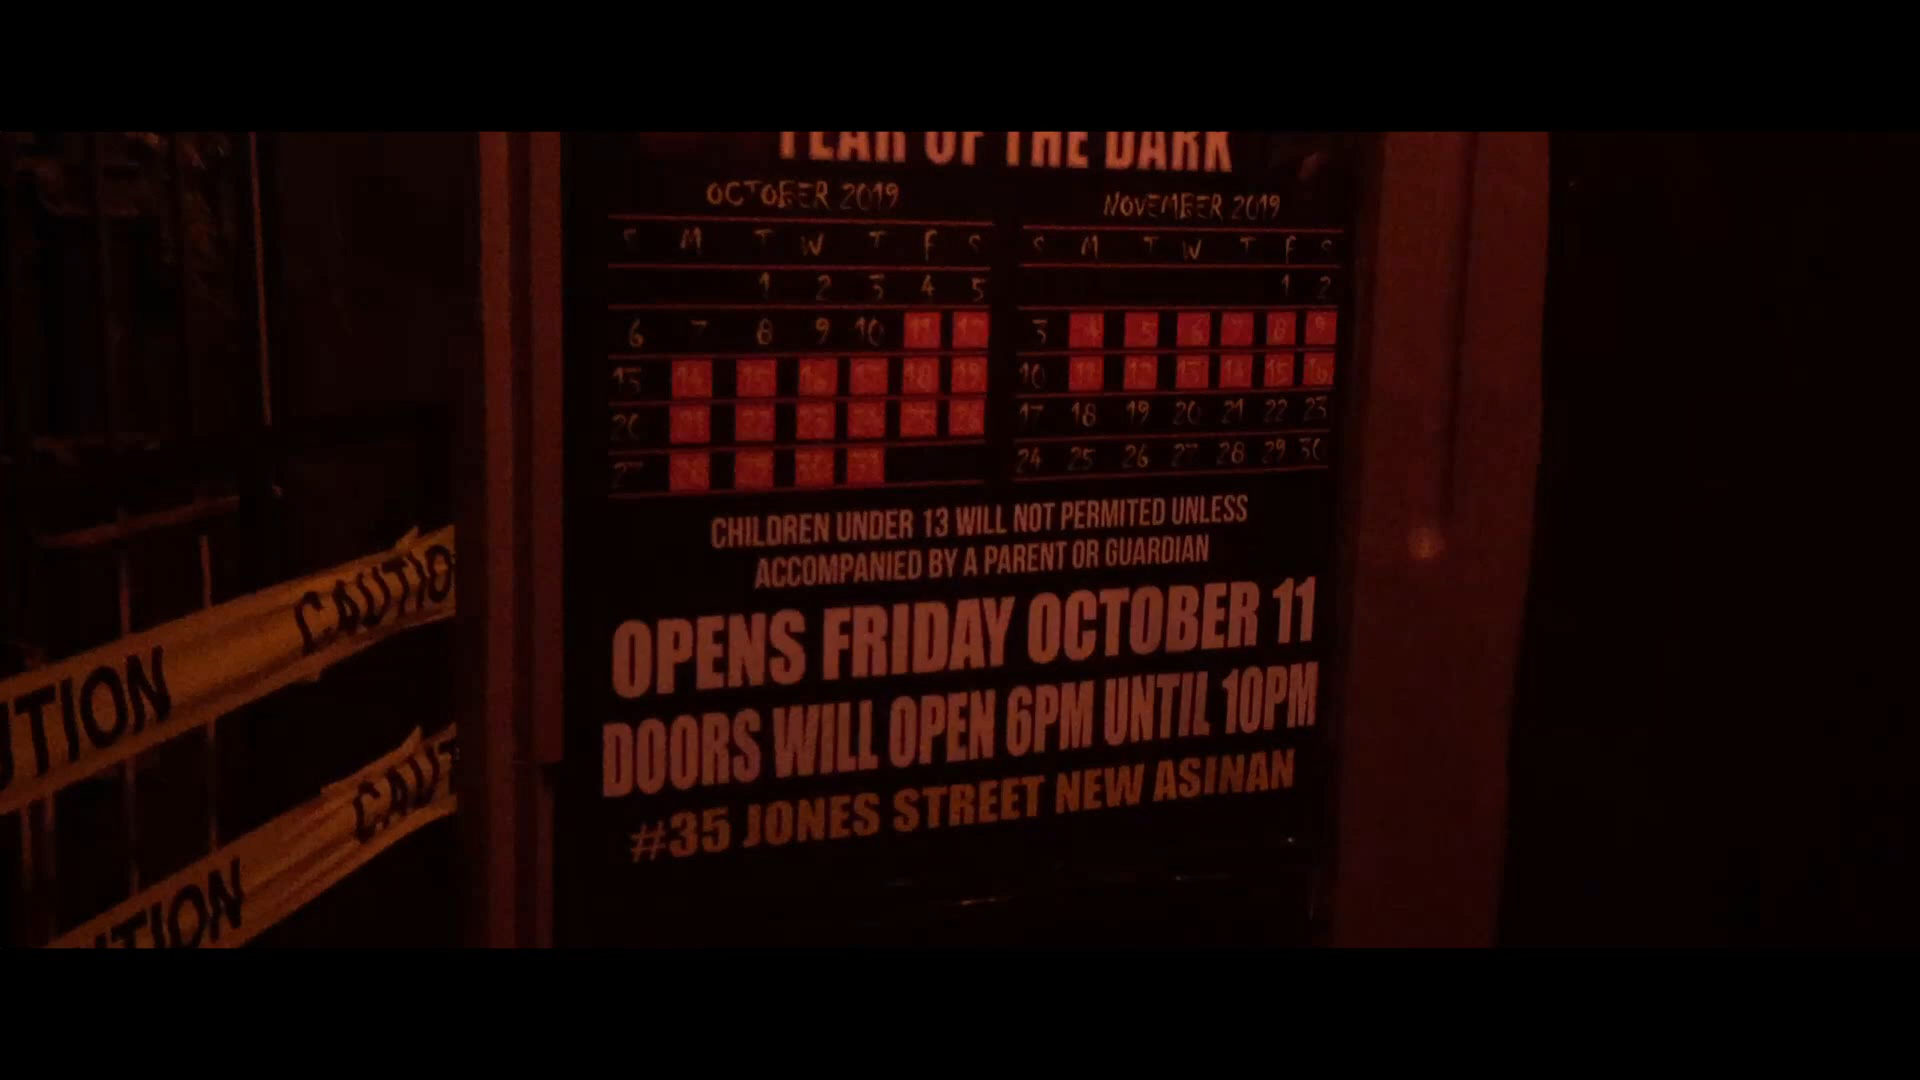 FEAR OF THE DARK
OCTOBER 2019
S M T W T F S
1 2 3 4 5
6 7 8 9 10 11 12
13 14 15 16 17 18 19
20 21 22 23 24 25 26
27 28 29 30 31
NOVEMBER 2019
S M T W T F S
1 2
3 4 5 6 7 8 9
10 11 12 13 14 15 16
17 18 19 20 21 22 23
24 25 26 27 28 29 30
CHILDREN UNDER 13 WILL NOT PERMITED UNLESS
ACCOMPANIED BY A PARENT OR GUARDIAN
OPENS FRIDAY OCTOBER 11
DOORS WILL OPEN 6PM UNTIL 10PM
#35 JONES STREET NEW ASINAN
UTION CAUTIO
UTION CAUT